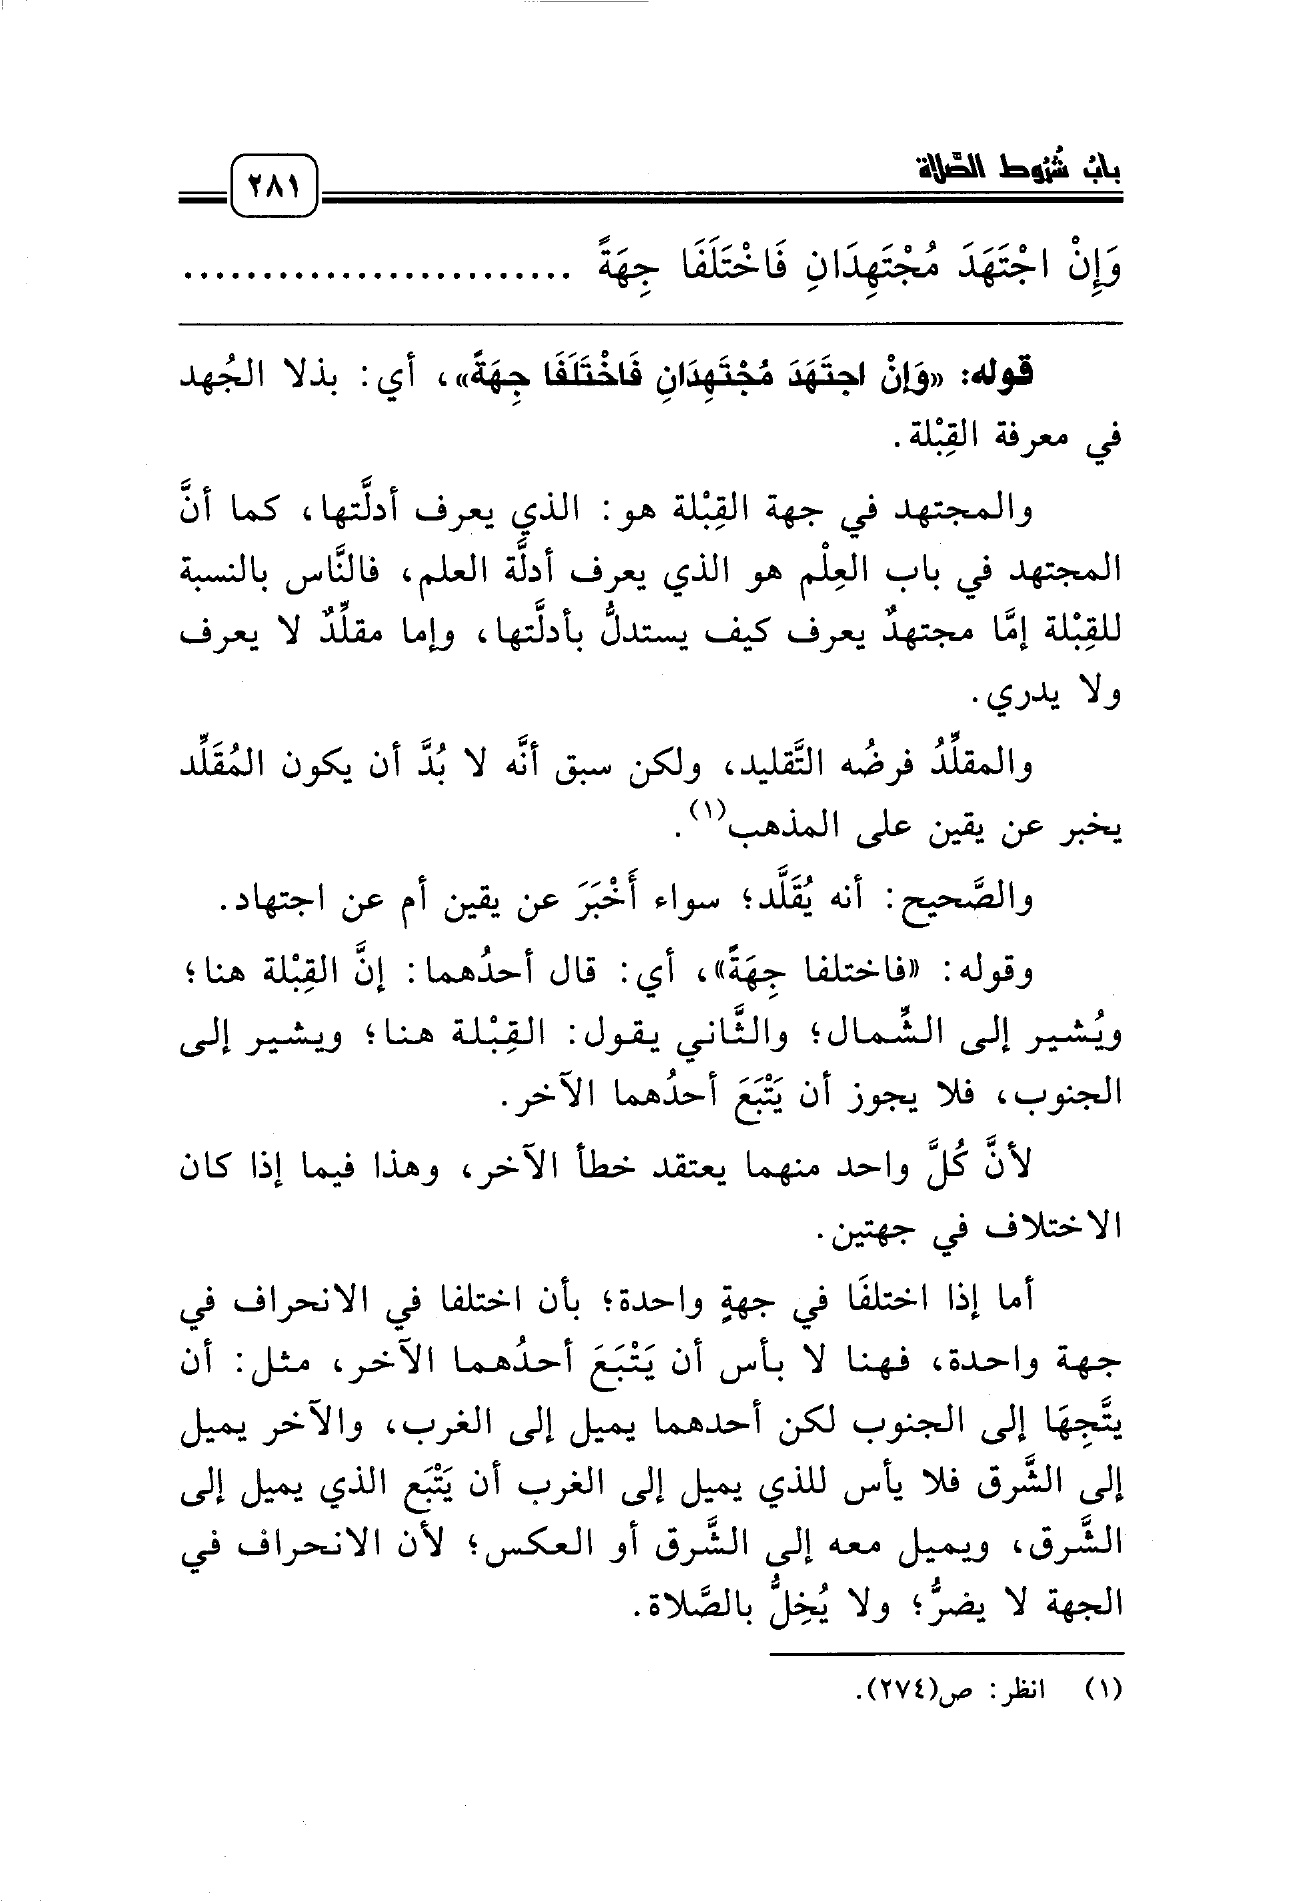 باب شُرُوط الصَّلاة
٢٨١
وَإِنْ اجْتَهَدَ مُجْتَهِدَانِ فَاخْتَلَفَا جِهَةً .........................
قوله: «وَإِنْ اجتَهَدَ مُجْتَهِدَانِ فَاخْتَلَفَا جِهَةً»، أي: بذلا الجُهد
في معرفة القِبْلة.
والمجتهد في جهة القِبْلة هو: الذي يعرف أدلَّتها، كما أنَّ
المجتهد في باب العِلْم هو الذي يعرف أدلَّة العلم، فالنَّاس بالنسبة
للقِبْلة إمَّا مجتهدٌ يعرف كيف يستدلُّ بأدلَّتها، وإما مقلِّدٌ لا يعرف
ولا يدري.
والمقلِّدُ فرضُه التَّقليد، ولكن سبق أنَّه لا بُدَّ أن يكون المُقَلَّد
يخبر عن يقين على المذهب(١).
والصَّحيح: أنه يُقَلَّد؛ سواء أَخْبَرَ عن يقين أم عن اجتهاد.
وقوله: «فاختلفا جِهَةً»، أي: قال أحدُهما: إنَّ القِبْلة هنا؛
ويُشير إلى الشِّمال؛ والثَّاني يقول: القِبْلة هنا؛ ويشير إلى
الجنوب، فلا يجوز أن يَتْبَعَ أحدُهما الآخر.
لأنَّ كُلَّ واحد منهما يعتقد خطأ الآخر، وهذا فيما إذا كان
الاختلاف في جهتين.
أما إذا اختلفَا في جهةٍ واحدة؛ بأن اختلفا في الانحراف في
جهة واحدة، فهنا لا بأس أن يَتْبَعَ أحدُهما الآخر، مثل: أن
يتَّجِهَا إلى الجنوب لكن أحدهما يميل إلى الغرب، والآخر يميل
إلى الشَّرق فلا يأس للذي يميل إلى الغرب أن يَتْبَع الذي يميل إلى
الشَّرق، ويميل معه إلى الشَّرق أو العكس؛ لأن الانحراف في
الجهة لا يضرُّ؛ ولا يُخِلُّ بالصَّلاة.
(١) انظر: ص(٢٧٤).